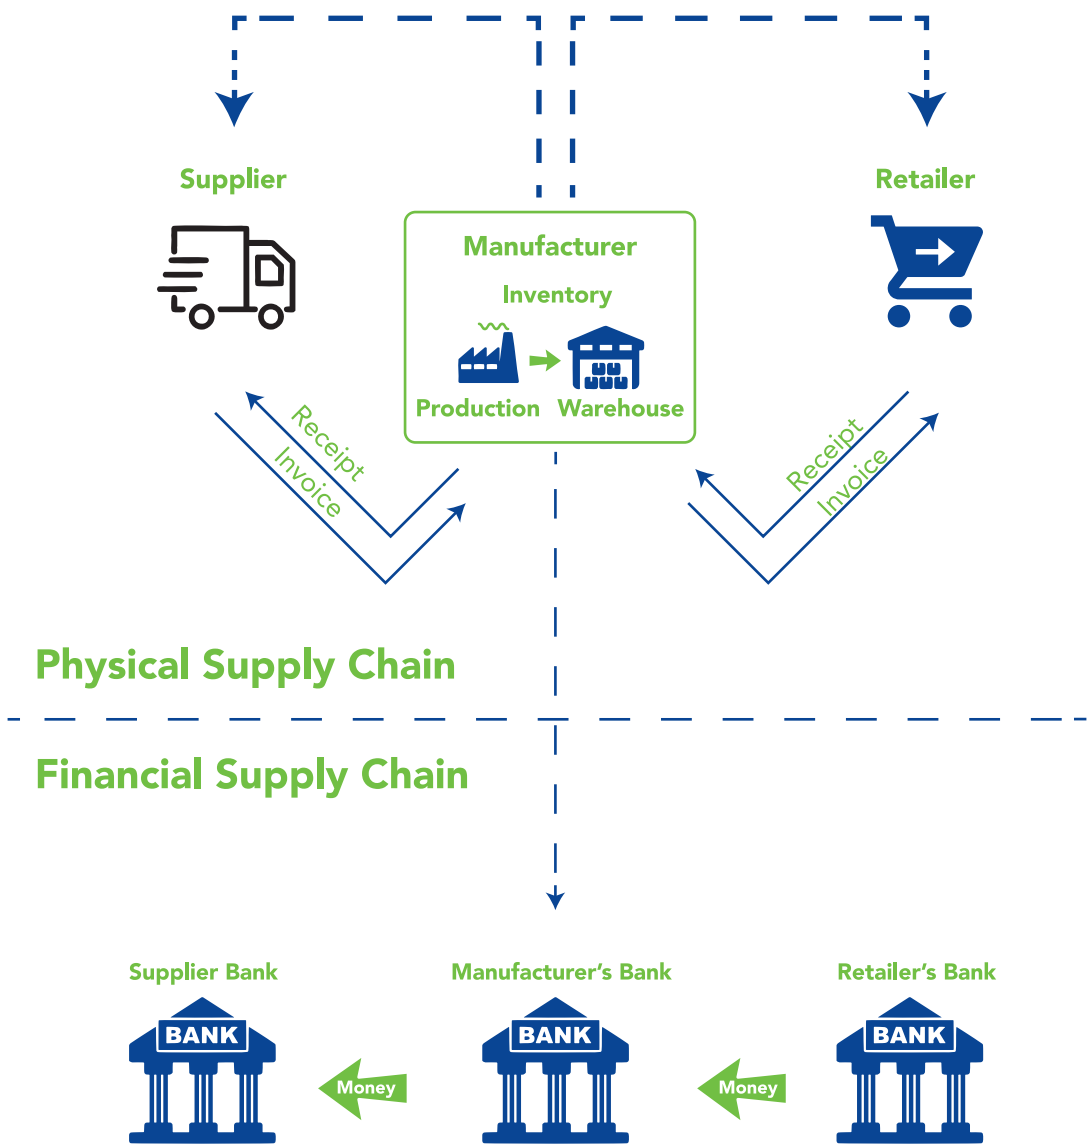 Supplier
Retailer
Manufacturer
Inventory
Production
Warehouse
Receipt
Invoice
Receipt
Invoice
Physical Supply Chain
Financial Supply Chain
Supplier Bank
Manufacturer’s Bank
Retailer’s Bank
BANK
BANK
BANK
Money
Money